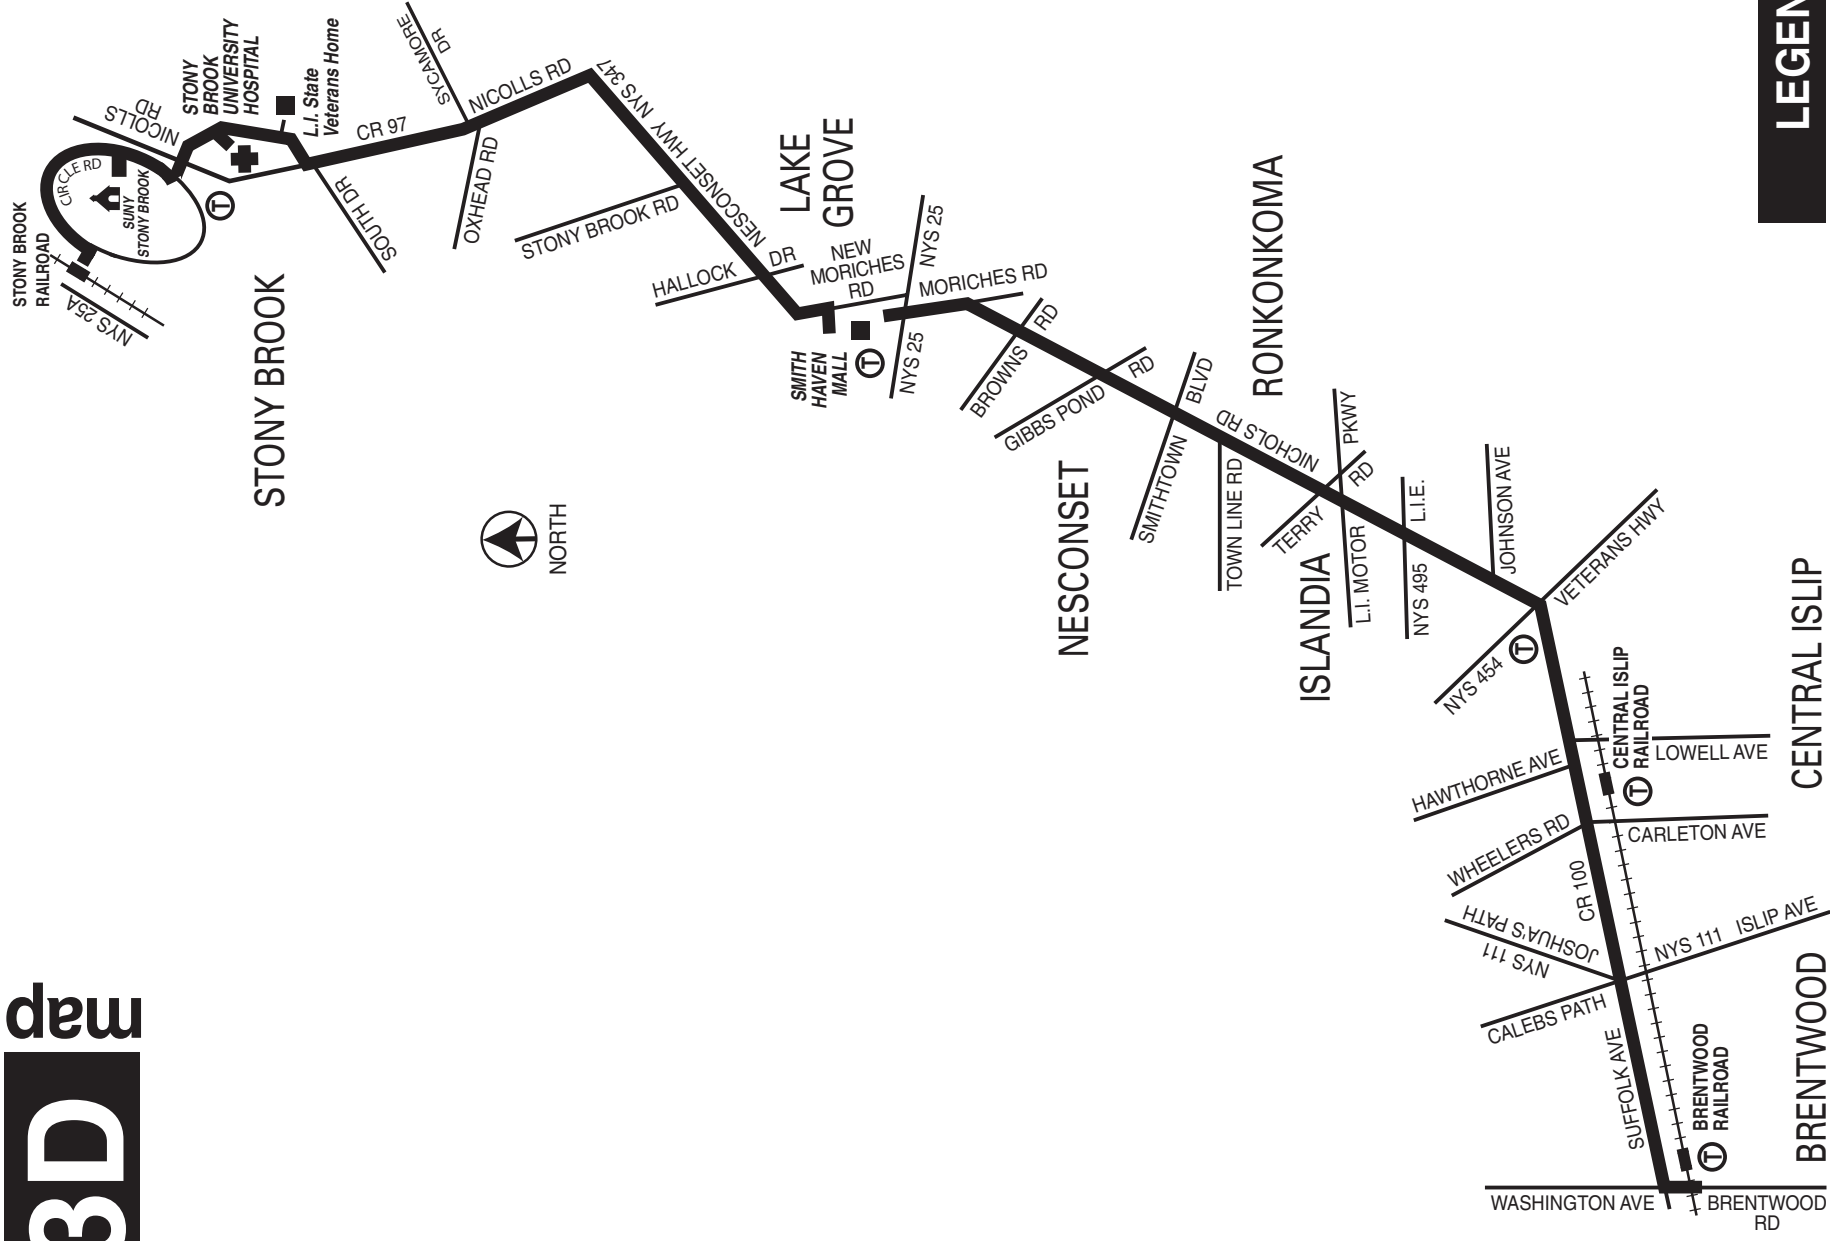 3D
map
LEGEN
STONY BROOK
RAILROAD
NYS 25A
CIRCLE RD
SUNY
STONY BROOK
NICOLLS
RD
STONY
BROOK
UNIVERSITY
HOSPITAL
L.I. State
Veterans Home
T
SOUTH DR
CR 97
SYCAMORE
DR
OXHEAD RD
NICOLLS RD
STONY BROOK
NYS 347
NESCONSET HWY
STONY BROOK RD
HALLOCK
DR
LAKE
GROVE
NEW
MORICHES
RD
SMITH
HAVEN
MALL
T
NYS 25
NYS 25
MORICHES RD
BROWNS
RD
GIBBS POND
RD
NORTH
NESCONSET
SMITHTOWN
BLVD
RONKONKOMA
TOWN LINE RD
NICHOLS RD
TERRY
RD
L.I. MOTOR
PKWY
ISLANDIA
NYS 495
L.I.E.
JOHNSON AVE
NYS 454
VETERANS HWY
T
CENTRAL ISLIP
RAILROAD
T
LOWELL AVE
CENTRAL ISLIP
HAWTHORNE AVE
CARLETON AVE
WHEELERS RD
CR 100
JOSHUA'S PATH
NYS 111
NYS 111
ISLIP AVE
CALEBS PATH
SUFFOLK AVE
BRENTWOOD
RAILROAD
T
BRENTWOOD
WASHINGTON AVE
BRENTWOOD
RD